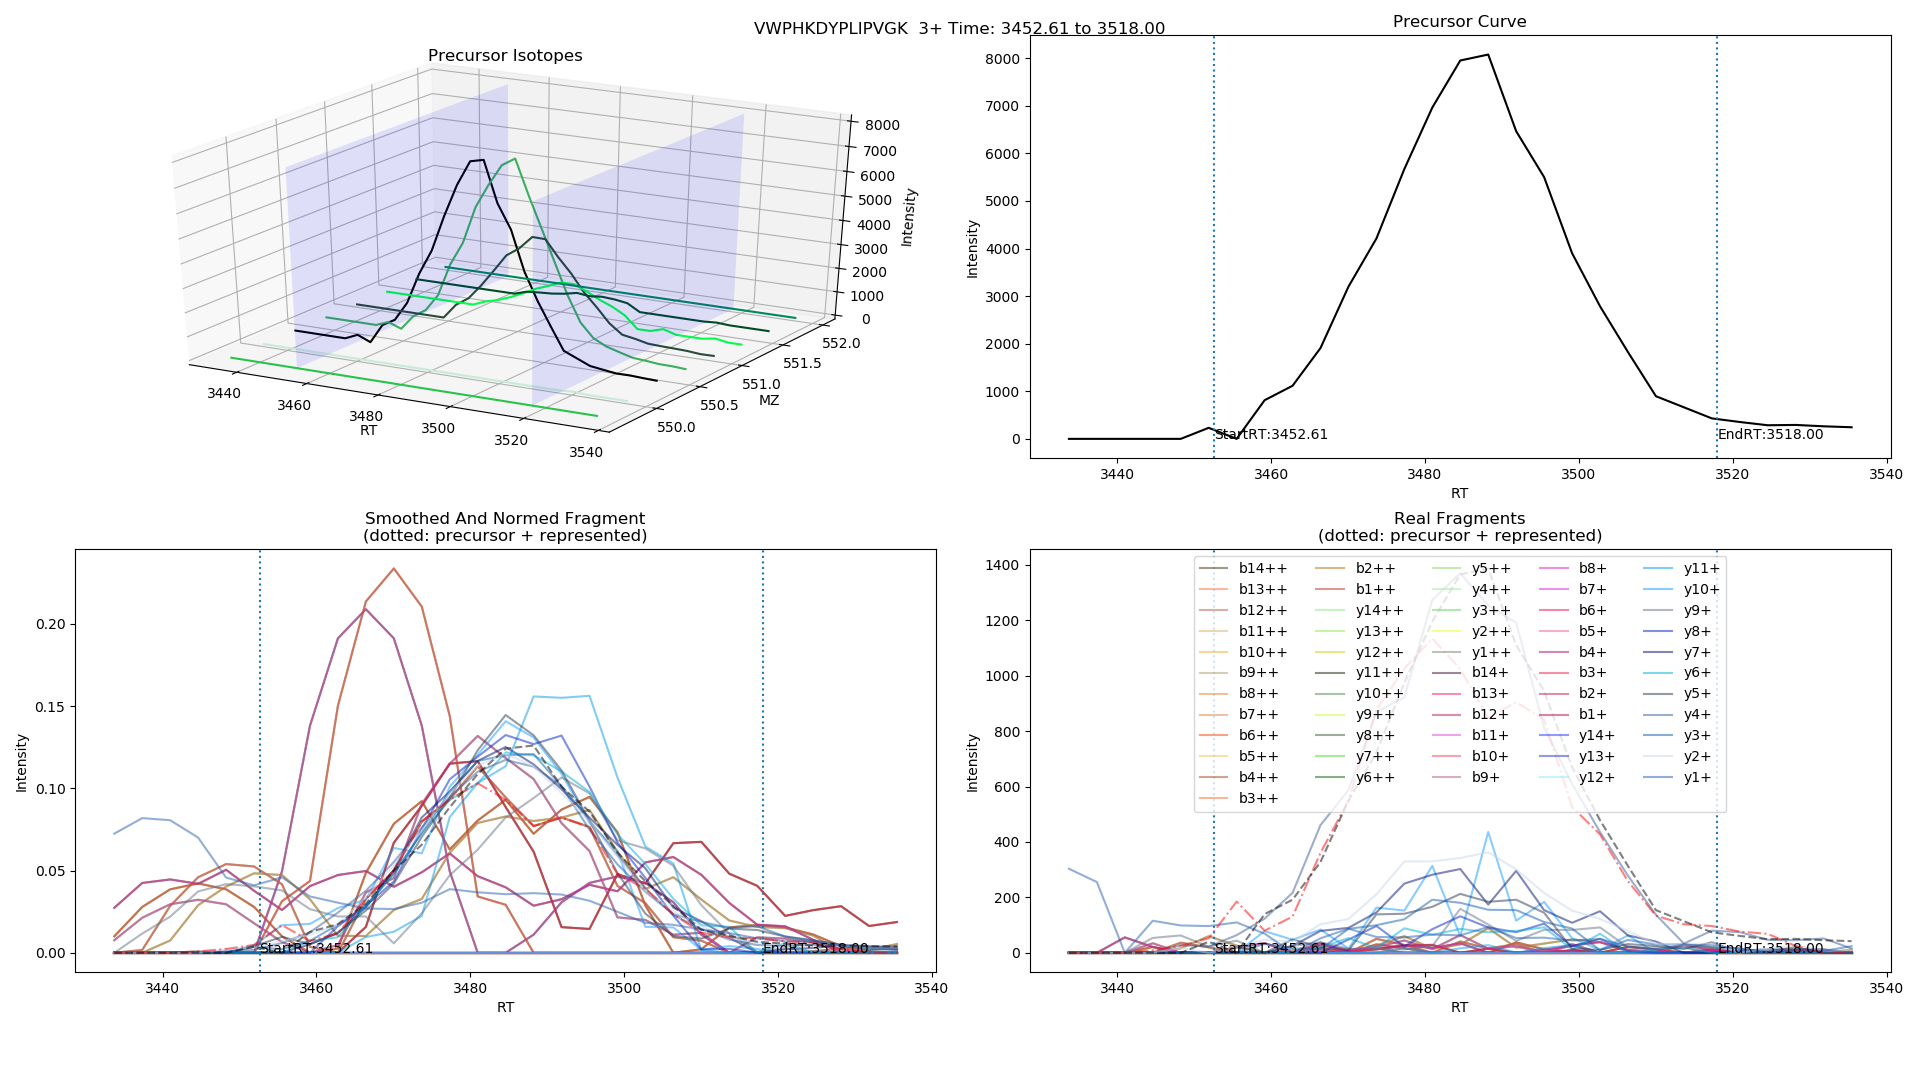 VWPHKDYPLIPVGK  3+ Time: 3452.61 to 3518.00
Precursor Isotopes
8000
7000
6000
5000
4000
3000
2000
1000
0
Intensity
3440
3460
3480
3500
3520
3540
RT
550.0
550.5
551.0
551.5
552.0
MZ
Precursor Curve
8000
7000
6000
5000
4000
3000
2000
1000
0
Intensity
StartRT:3452.61
EndRT:3518.00
3440 3460 3480 3500 3520 3540
RT
Smoothed And Normed Fragment
(dotted: precursor + represented)
0.20
0.15
0.10
0.05
0.00
Intensity
StartRT:3452.61
EndRT:3518.00
3440 3460 3480 3500 3520 3540
RT
Real Fragments
(dotted: precursor + represented)
1400
1200
1000
800
600
400
200
0
Intensity
b14++ b2++ y5++ b8+ y11+
b13++ b1++ y4++ b7+ y10+
b12++ y14++ y3++ b6+ y9+
b11++ y13++ y2++ b5+ y8+
b10++ y12++ y1++ b4+ y7+
b9++ y11++ b14+ b3+ y6+
b8++ y10++ b13+ b2+ y5+
b7++ y9++ b12+ b1+ y4+
b6++ y8++ b11+ y14+ y3+
b5++ y7++ b10+ y13+ y2+
b4++ y6++ b9+ y12+ y1+
b3++
StartRT:3452.61
EndRT:3518.00
3440 3460 3480 3500 3520 3540
RT